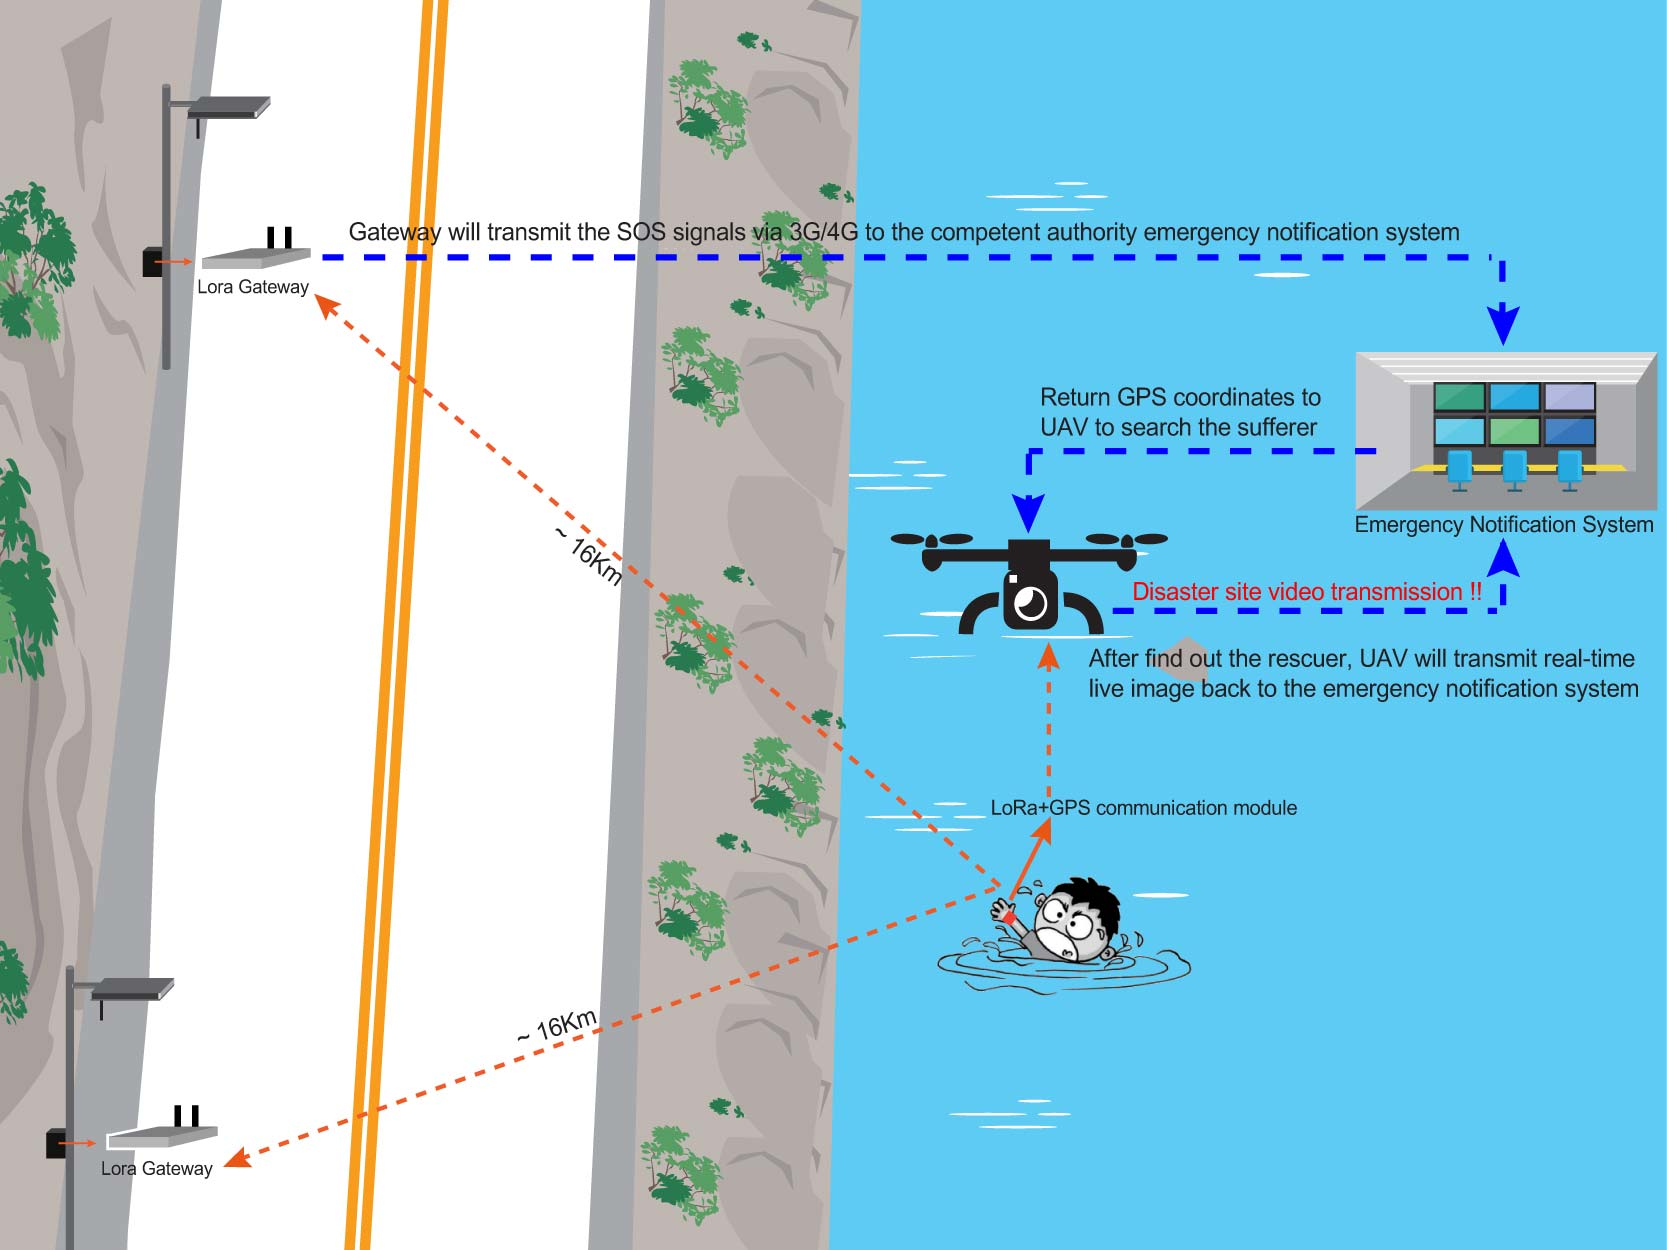 Gateway will transmit the SOS signals via 3G/4G to the competent authority emergency notification system
Lora Gateway
Return GPS coordinates to
UAV to search the sufferer
Emergency Notification System
~ 16Km
Disaster site video transmission !!
After find out the rescuer, UAV will transmit real-time
live image back to the emergency notification system
LoRa+GPS communication module
~ 16Km
Lora Gateway